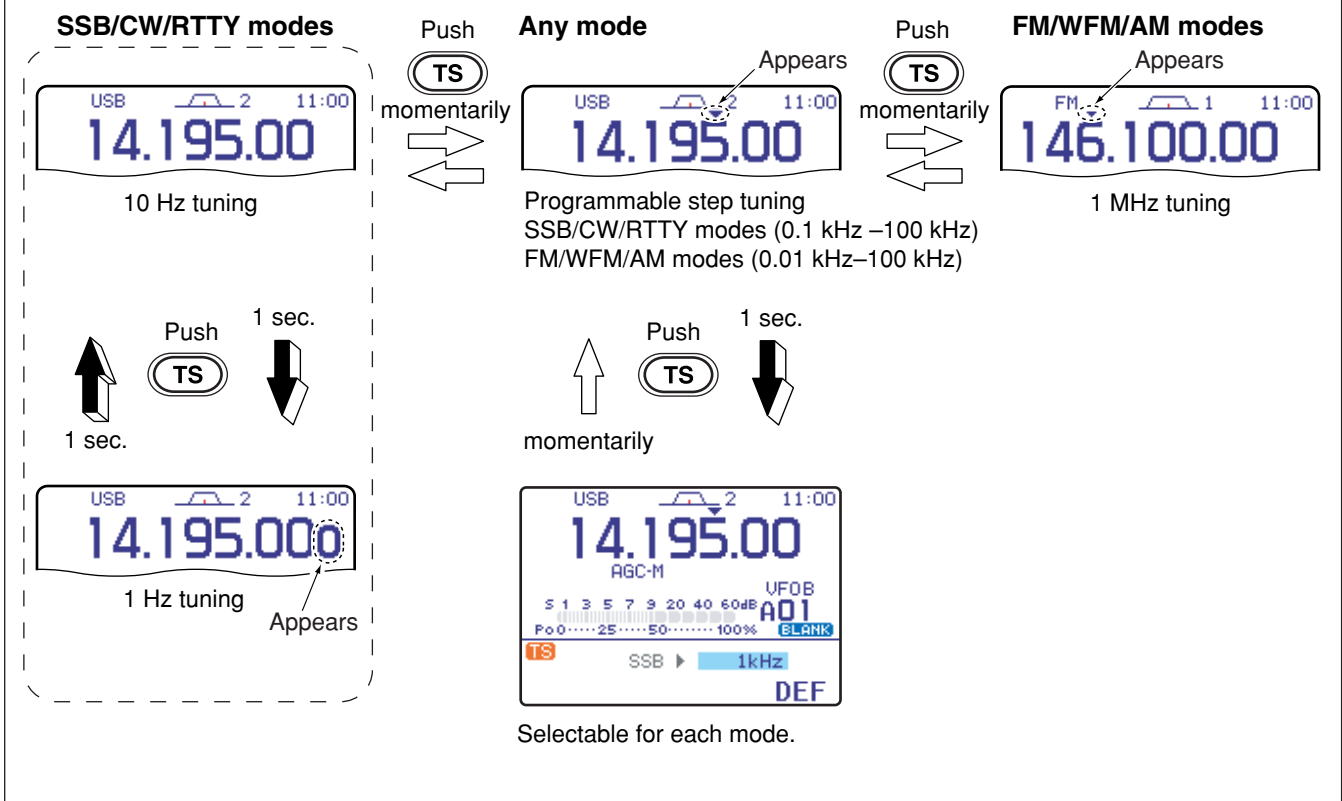 SSB/CW/RTTY modes
USB 2 11:00
14.195.00
10 Hz tuning
1 sec.
Push
TS
1 sec.
USB 2 11:00
14.195.000
1 Hz tuning
Appears
Push
TS
momentarily
Any mode
Appears
USB 2 11:00
14.195.00
Programmable step tuning
SSB/CW/RTTY modes (0.1 kHz –100 kHz)
FM/WFM/AM modes (0.01 kHz–100 kHz)
Push
TS
1 sec.
momentarily
USB 2 11:00
14.195.00
AGC-M
VFOB
S 1 3 5 7 9 20 40 60dB A01
Po0·····25·····50········100% BLANK
TS SSB 1kHz
DEF
Selectable for each mode.
Push
TS
momentarily
FM/WFM/AM modes
Appears
FM 1 11:00
146.100.00
1 MHz tuning